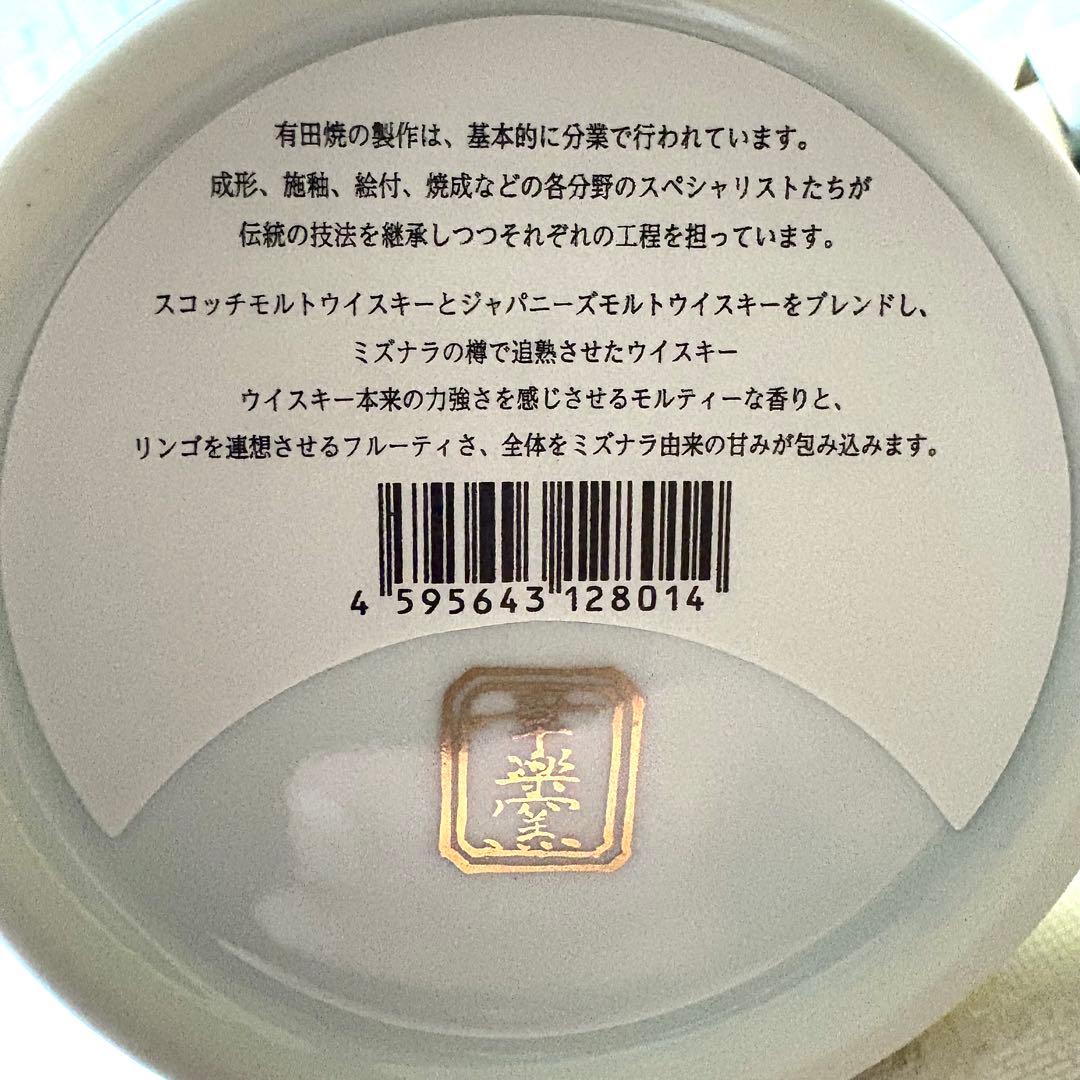 有田焼の製作は、基本的に分業で行われています。
成形、施釉、絵付、焼成などの各分野のスペシャリストたちが
伝統の技法を継承しつつそれぞれの工程を担っています。
スコッチモルトウイスキーとジャパニーズモルトウイスキーをブレンドし、
ミズナラの樽で追熟させたウイスキー
ウイスキー本来の力強さを感じさせるモルティーな香りと、
リンゴを連想させるフルーティさ、全体をミズナラ由来の甘みが包み込みます。
4 595643 128014
楽
窯